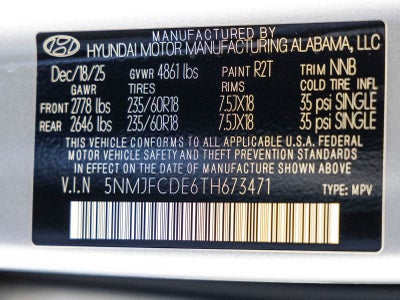 MANUFACTURED BY
HYUNDAI MOTOR MANUFACTURING ALABAMA, LLC
Dec/18/25 GVWR 4861 lbs PAINT R2T TRIM NNB
GAWR TIRES RIMS COLD TIRE INFL
FRONT 2778 lbs 235/60R18 7.5JX18 35 psi SINGLE
REAR 2646 lbs 235/60R18 7.5JX18 35 psi SINGLE
THIS VEHICLE CONFORMS TO ALL APPLICABLE U.S.A. FEDERAL
MOTOR VEHICLE SAFETY AND THEFT PREVENTION STANDARDS
IN EFFECT ON THE DATE OF MANUFACTURE SHOWN ABOVE.
V.I.N 5NMJFCDE6TH673471 TYPE: MPV